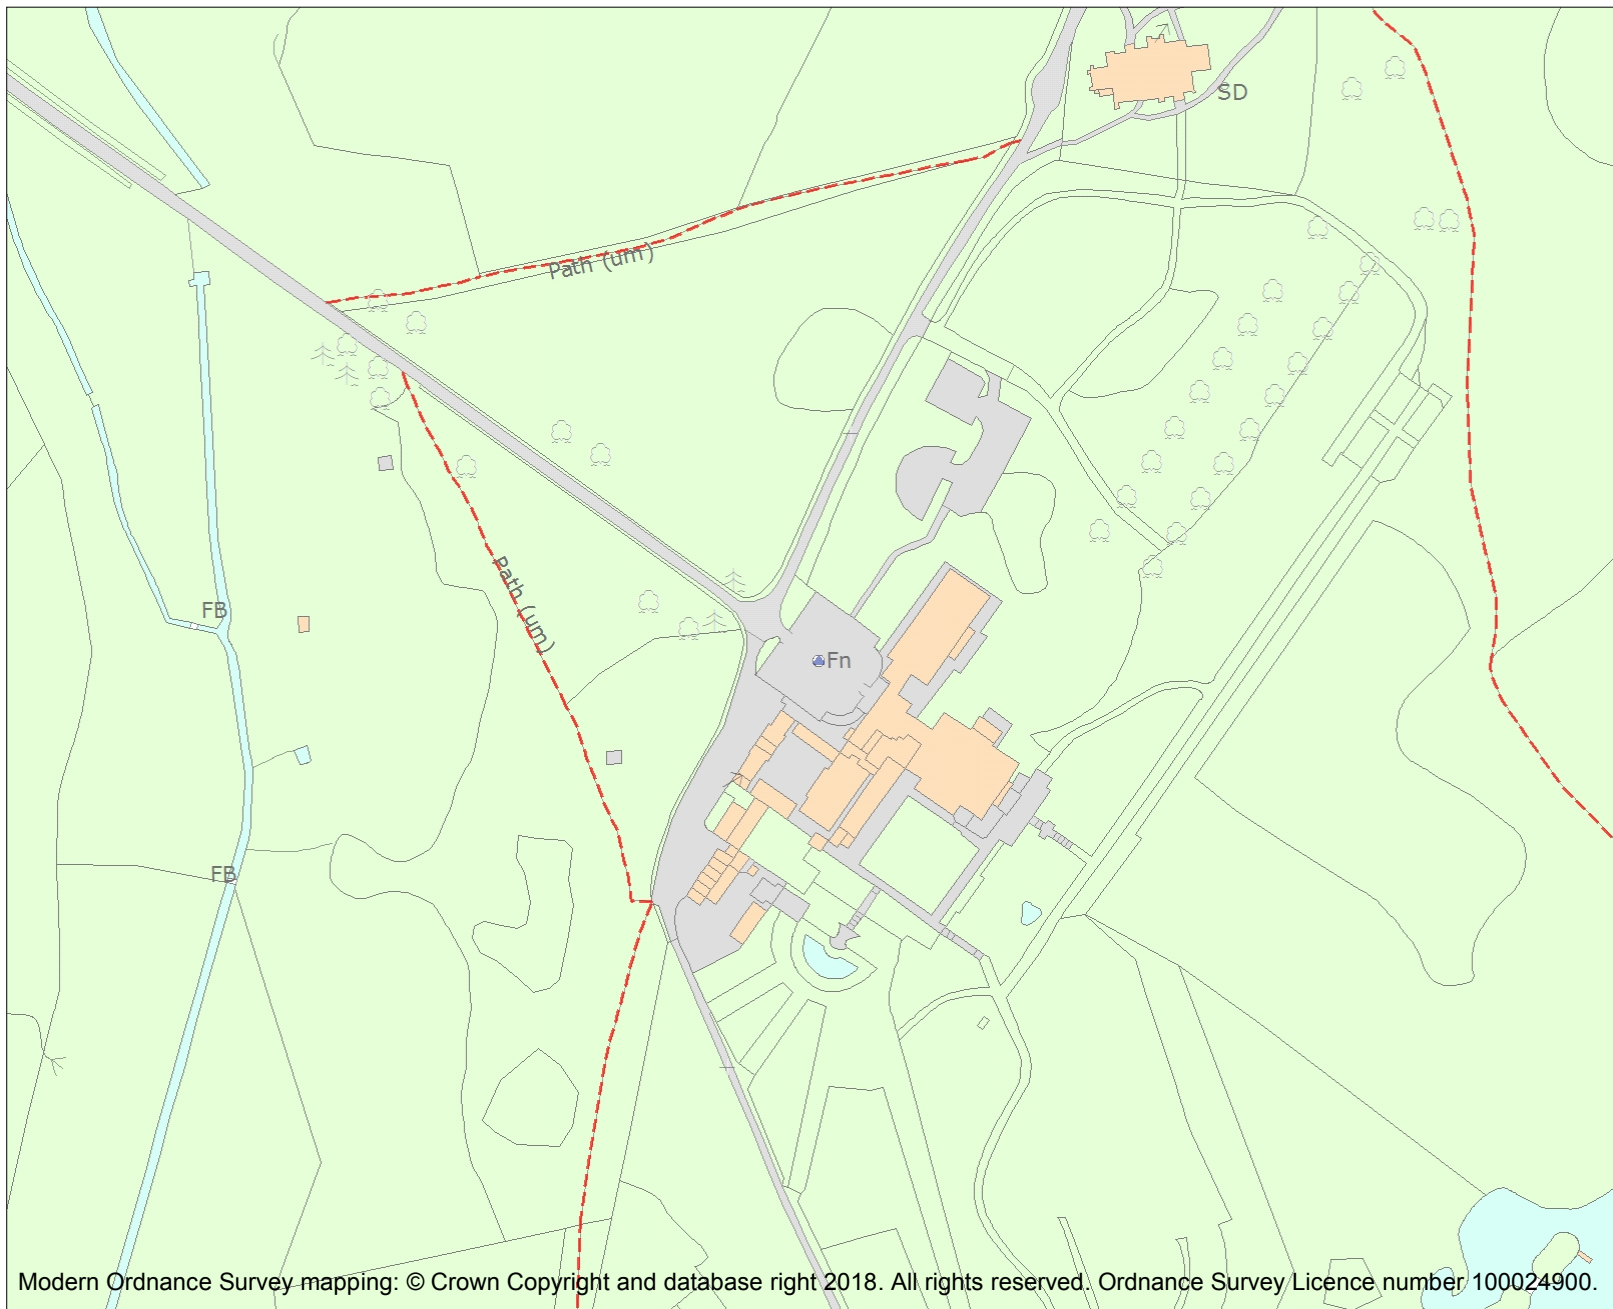 SD
Path (um)
Path (um)
FB
Fn
FB
Modern Ordnance Survey mapping: © Crown Copyright and database right 2018. All rights reserved. Ordnance Survey Licence number 100024900.